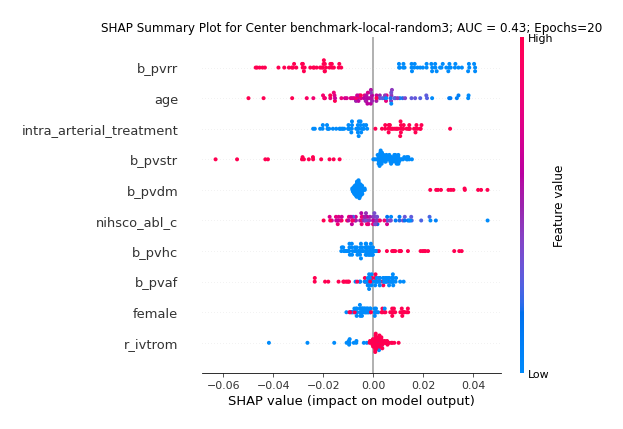 SHAP Summary Plot for Center benchmark-local-random3; AUC = 0.43; Epochs=20
High
b_pvrr
age
intra_arterial_treatment
b_pvstr
b_pvdm
nihsco_abl_c
b_pvhc
b_pvaf
female
r_ivtrom
Feature value
Low
−0.06 −0.04 −0.02 0.00 0.02 0.04
SHAP value (impact on model output)